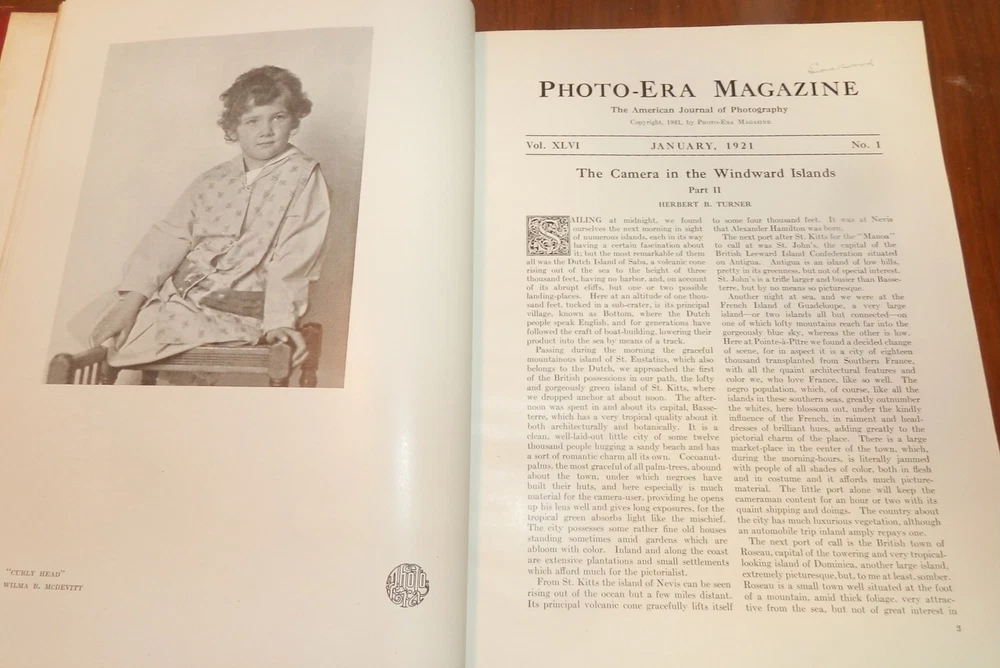 "CURLY HEAD"
WILMA B. McDEVITT
PHOTO ERA
PHOTO-ERA MAGAZINE
The American Journal of Photography
Copyright, 1921, by PHOTO-ERA MAGAZINE
Vol. XLVI JANUARY, 1921 No. 1
The Camera in the Windward Islands
Part II
HERBERT B. TURNER
SAILING at midnight, we found
ourselves the next morning in sight
of numerous islands, each in its way
having a certain fascination about
it; but the most remarkable of them
all was the Dutch Island of Saba, a volcanic cone
rising out of the sea to the height of three
thousand feet, having no harbor, and, on account
of its abrupt cliffs, but one or two possible
landing-places. Here at an altitude of one thou-
sand feet, tucked in a sub-crater, is its principal
village, known as Bottom, where the Dutch
people speak English, and for generations have
followed the craft of boat-building, lowering their
product into the sea by means of a track.
Passing during the morning the graceful
mountainous island of St. Eustatius, which also
belongs to the Dutch, we approached the first
of the British possessions in our path, the lofty
and gorgeously green island of St. Kitts, where
we dropped anchor at about noon. The after-
noon was spent in and about its capital, Basse-
terre, which has a very tropical quality about it
both architecturally and botanically. It is a
clean, well-laid-out little city of some twelve
thousand people hugging a sandy beach and has
a sort of romantic charm all its own. Cocoanut-
palms, the most graceful of all palm-trees, abound
about the town, under which negroes have
built their huts, and here especially is much
material for the camera-user, providing he opens
up his lens well and gives long exposures, for the
tropical green absorbs light like the mischief.
The city possesses some rather fine old houses
standing sometimes amid gardens which are
abloom with color. Inland and along the coast
are extensive plantations and small settlements
which afford much for the pictorialist.
From St. Kitts the island of Nevis can be seen
rising out of the ocean but a few miles distant.
Its principal volcanic cone gracefully lifts itself
to some four thousand feet. It was at Nevis
that Alexander Hamilton was born.
The next port after St. Kitts for the "Manoa"
to call at was St. John's, the capital of the
British Leeward Island Confederation situated
on Antigua. Antigua is an island of low hills,
pretty in its greenness, but not of special interest.
St. John's is a trifle larger and busier than Basse-
terre, but by no means so picturesque.
Another night at sea, and we were at the
French Island of Guadeloupe, a very large
island—or two islands all but connected—on
one of which lofty mountains reach far into the
gorgeously blue sky, whereas the other is low.
Here at Pointe-à-Pitre we found a decided change
of scene, for in aspect it is a city of eighteen
thousand transplanted from Southern France,
with all the quaint architectural features and
color we, who love France, like so well. The
negro population, which, of course, like all the
islands in these southern seas, greatly outnumber
the whites, here blossom out, under the kindly
influence of the French, in raiment and head-
dresses of brilliant hues, adding greatly to the
pictorial charm of the place. There is a large
market-place in the center of the town, which,
during the morning-hours, is literally jammed
with people of all shades of color, both in flesh
and in costume and it affords much picture-
material. The little port alone will keep the
cameraman content for an hour or two with its
quaint shipping and doings. The country about
the city has much luxurious vegetation, although
an automobile trip inland amply repays one.
The next port of call is the British town of
Roseau, capital of the towering and very tropical-
looking island of Dominica, another large island,
extremely picturesque, but, to me at least, somber.
Roseau is a small town well situated at the foot
of a mountain, amid thick foliage, very attrac-
tive from the sea, but not of great interest in
3